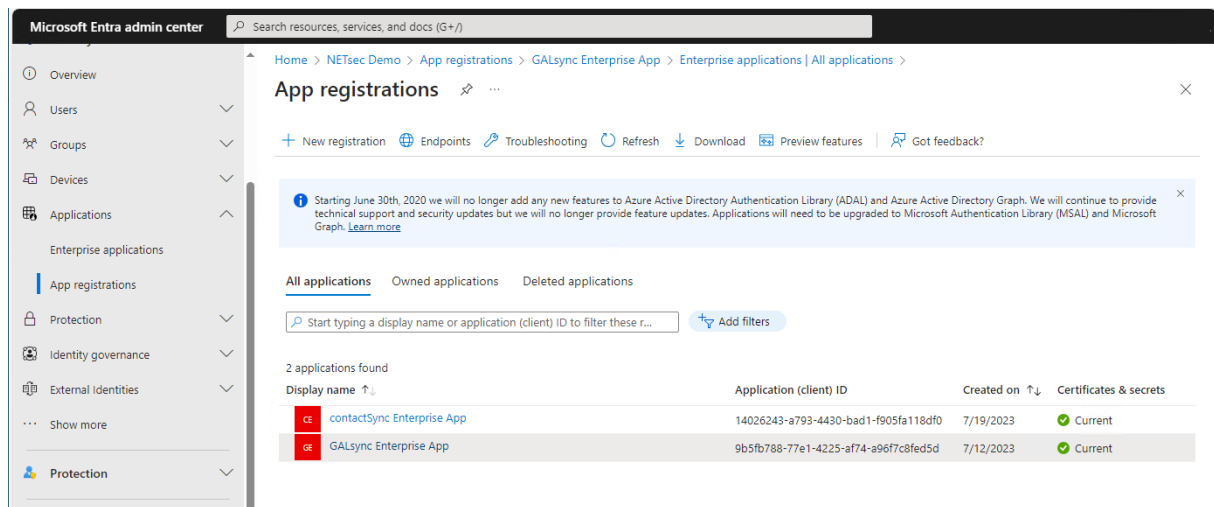 Microsoft Entra admin center
Search resources, services, and docs (G+/)
Overview
Users
Groups
Devices
Applications
Enterprise applications
App registrations
Protection
Identity governance
External Identities
Show more
Protection
Home > NETsec Demo > App registrations > GALsync Enterprise App > Enterprise applications | All applications >
App registrations
New registration Endpoints Troubleshooting Refresh Download Preview features Got feedback?
Starting June 30th, 2020 we will no longer add any new features to Azure Active Directory Authentication Library (ADAL) and Azure Active Directory Graph. We will continue to provide
technical support and security updates but we will no longer provide feature updates. Applications will need to be upgraded to Microsoft Authentication Library (MSAL) and Microsoft
Graph. Learn more
All applications Owned applications Deleted applications
Start typing a display name or application (client) ID to filter these r... Add filters
2 applications found
Display name Application (client) ID Created on Certificates & secrets
CE contactSync Enterprise App 14026243-a793-4430-bad1-f905fa118df0 7/19/2023 Current
GE GALsync Enterprise App 9b5fb788-77e1-4225-af74-a96f7c8fed5d 7/12/2023 Current